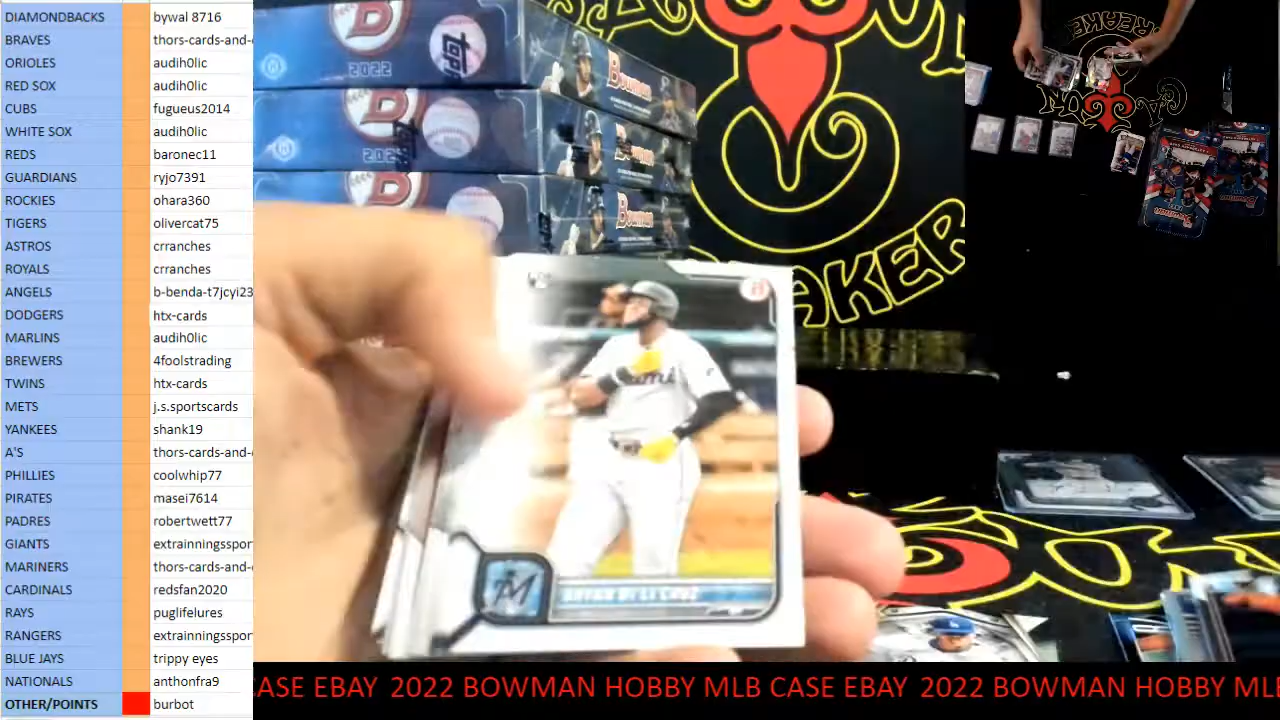 DIAMONDBACKS bywal 8716
BRAVES thors-cards-and-
ORIOLES audih0lic
RED SOX audih0lic
CUBS fugueus2014
WHITE SOX audih0lic
REDS baronec11
GUARDIANS ryjo7391
ROCKIES ohara360
TIGERS olivercat75
ASTROS crranches
ROYALS crranches
ANGELS b-benda-t7jcyi23
DODGERS htx-cards
MARLINS audih0lic
BREWERS 4foolstrading
TWINS htx-cards
METS j.s.sportscards
YANKEES shank19
A'S thors-cards-and-
PHILLIES coolwhip77
PIRATES masei7614
PADRES robertwett77
GIANTS extrainningsspor
MARINERS thors-cards-and-
CARDINALS redsfan2020
RAYS puglifelures
RANGERS extrainningsspor
BLUE JAYS trippy eyes
NATIONALS anthonfra9
OTHER/POINTS burbot
2022
topps
Bowman
Bowman
Bowman
BREAKER
M
ASE EBAY 2022 BOWMAN HOBBY MLB CASE EBAY 2022 BOWMAN HOBBY ML